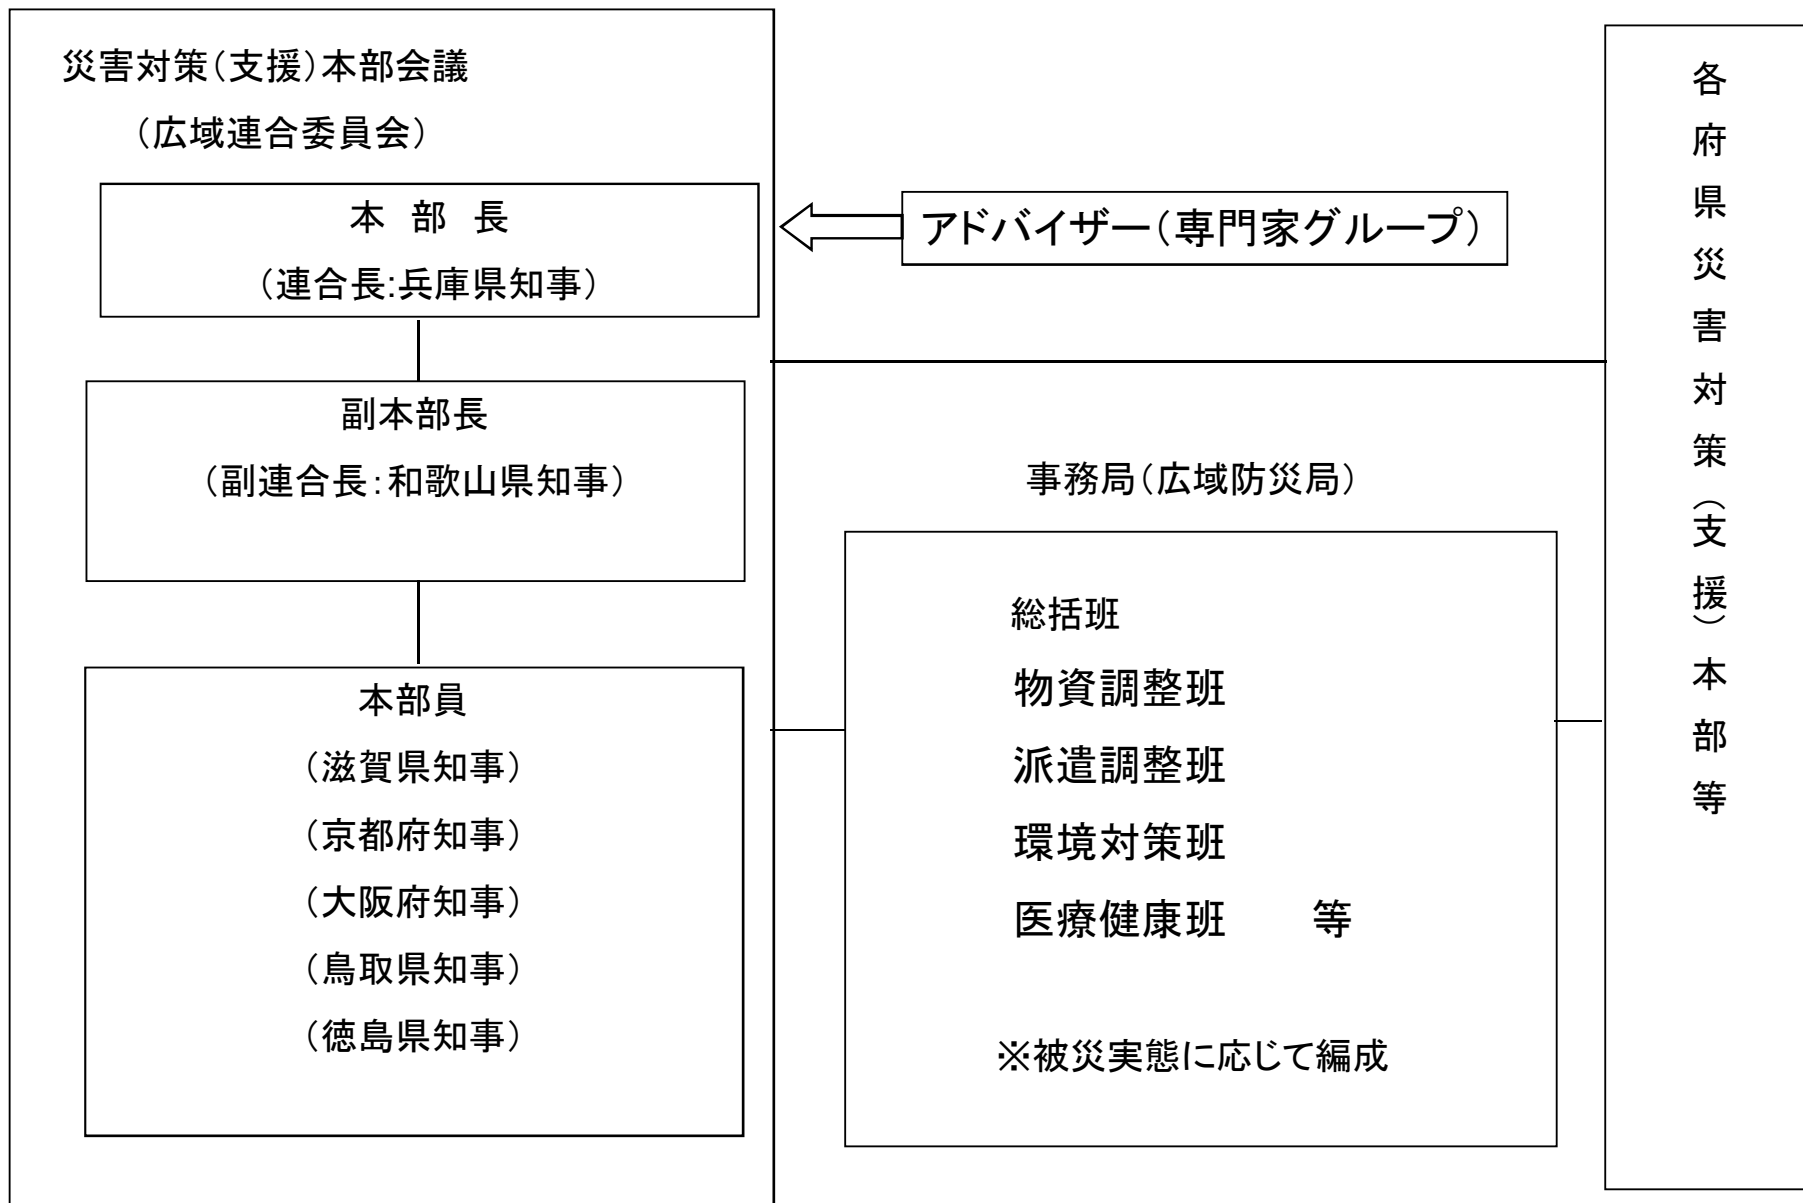 災害対策（支援）本部会議
（広域連合委員会）
本 部 長
（連合長:兵庫県知事）
副本部長
（副連合長：和歌山県知事）
本部員
（滋賀県知事）
（京都府知事）
（大阪府知事）
（鳥取県知事）
（徳島県知事）
アドバイザー（専門家グループ）
事務局（広域防災局）
総括班
物資調整班
派遣調整班
環境対策班
医療健康班　　等
※被災実態に応じて編成
各府県災害対策（支援）本部等